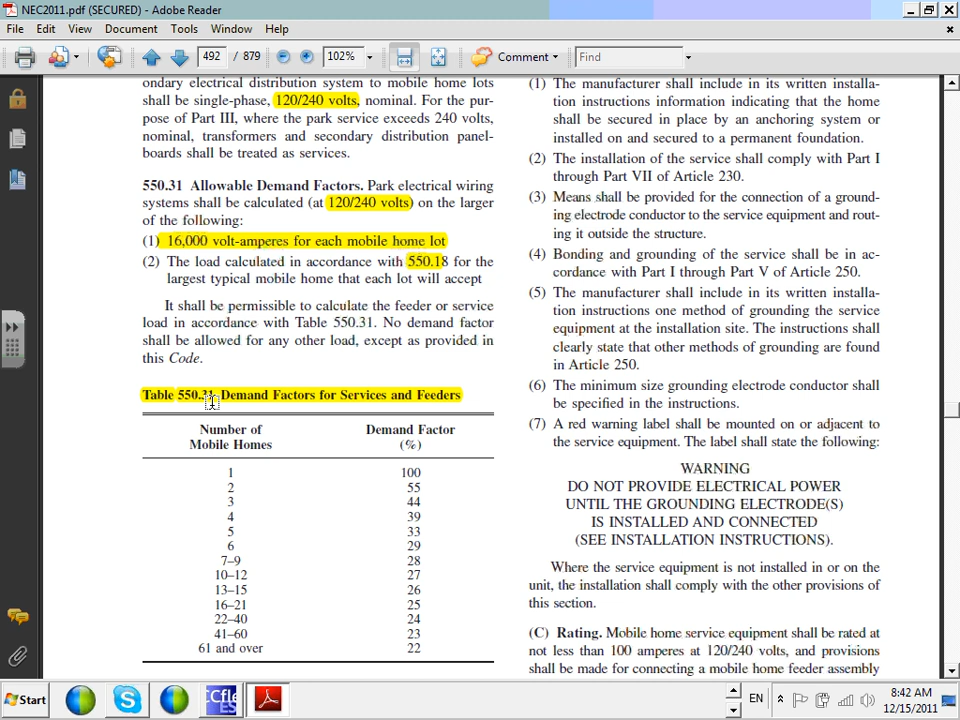 NEC2011.pdf (SECURED) - Adobe Reader
File Edit View Document Tools Window Help
492 / 879 102% Comment Find
ondary electrical distribution system to mobile home lots
shall be single-phase, 120/240 volts, nominal. For the pur-
pose of Part III, where the park service exceeds 240 volts,
nominal, transformers and secondary distribution panel-
boards shall be treated as services.
550.31 Allowable Demand Factors. Park electrical wiring
systems shall be calculated (at 120/240 volts) on the larger
of the following:
(1) 16,000 volt-amperes for each mobile home lot
(2) The load calculated in accordance with 550.18 for the
largest typical mobile home that each lot will accept
It shall be permissible to calculate the feeder or service
load in accordance with Table 550.31. No demand factor
shall be allowed for any other load, except as provided in
this Code.
Table 550.31 Demand Factors for Services and Feeders
Number of Mobile Homes
Demand Factor (%)
1 100
2 55
3 44
4 39
5 33
6 29
7–9 28
10–12 27
13–15 26
16–21 25
22–40 24
41–60 23
61 and over 22
(1) The manufacturer shall include in its written installa-
tion instructions information indicating that the home
shall be secured in place by an anchoring system or
installed on and secured to a permanent foundation.
(2) The installation of the service shall comply with Part I
through Part VII of Article 230.
(3) Means shall be provided for the connection of a ground-
ing electrode conductor to the service equipment and rout-
ing it outside the structure.
(4) Bonding and grounding of the service shall be in ac-
cordance with Part I through Part V of Article 250.
(5) The manufacturer shall include in its written installa-
tion instructions one method of grounding the service
equipment at the installation site. The instructions shall
clearly state that other methods of grounding are found
in Article 250.
(6) The minimum size grounding electrode conductor shall
be specified in the instructions.
(7) A red warning label shall be mounted on or adjacent to
the service equipment. The label shall state the following:
WARNING
DO NOT PROVIDE ELECTRICAL POWER
UNTIL THE GROUNDING ELECTRODE(S)
IS INSTALLED AND CONNECTED
(SEE INSTALLATION INSTRUCTIONS).
Where the service equipment is not installed in or on the
unit, the installation shall comply with the other provisions of
this section.
(C) Rating. Mobile home service equipment shall be rated at
not less than 100 amperes at 120/240 volts, and provisions
shall be made for connecting a mobile home feeder assembly
Start
CCfle
ES
EN
8:42 AM
12/15/2011